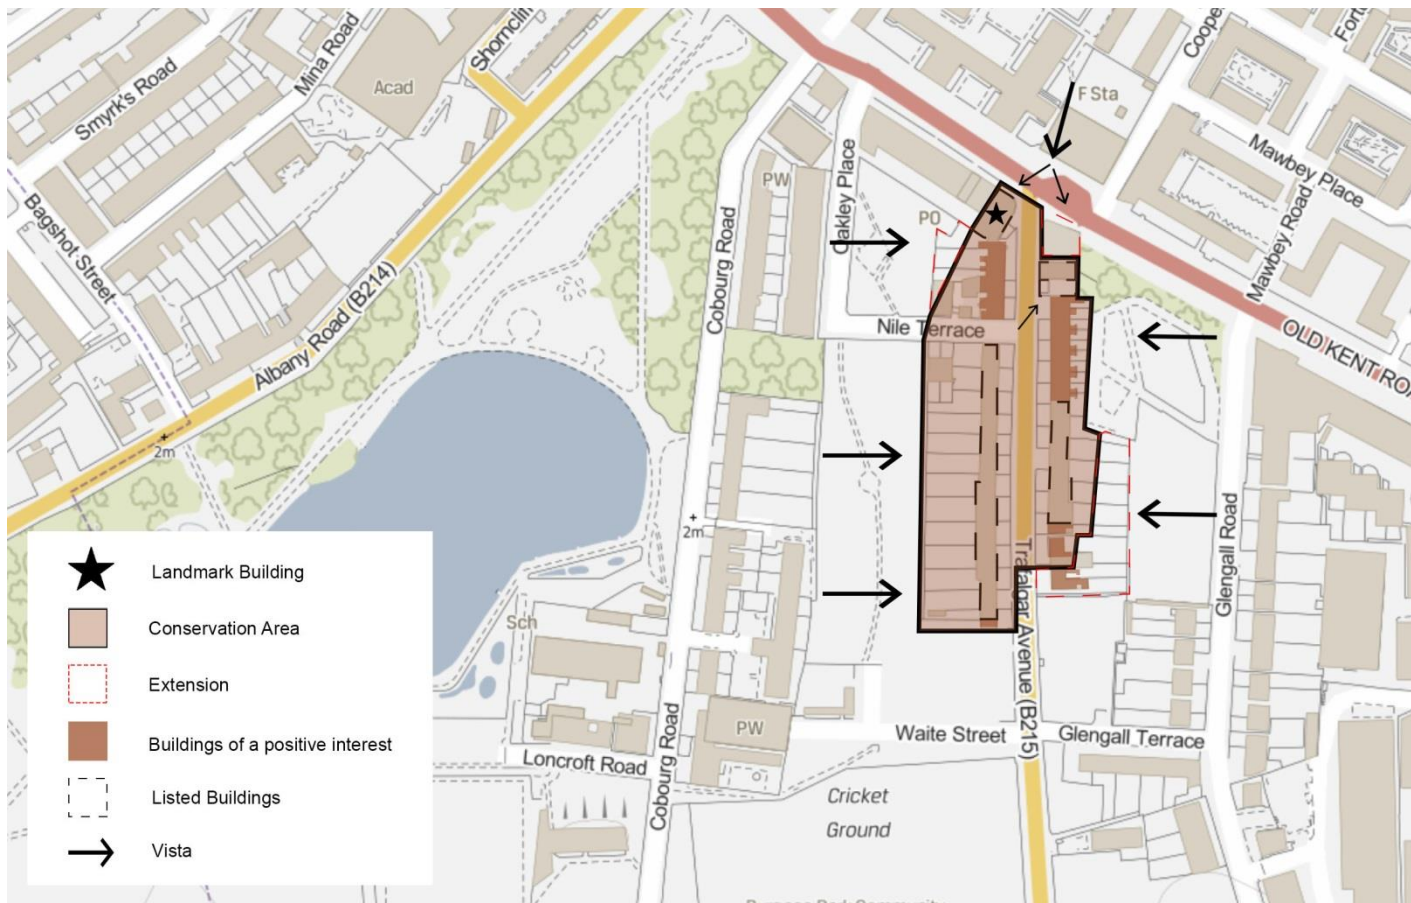 Smyrk's Road
Mina Road
Acad
Shorncli
Bagshot Street
Albany Road (B214)
2m
Cobourg Road
PW
Oakley Place
PO
Nile Terrace
F Sta
Coope
Fort
Mawbey Place
Mawbey Road
OLD KENT ROA
Glengall Road
Trafalgar Avenue (B215)
2m
Sch
Cobourg Road
PW
Loncroft Road
Waite Street
Glengall Terrace
Cricket
Ground
Landmark Building
Conservation Area
Extension
Buildings of a positive interest
Listed Buildings
Vista